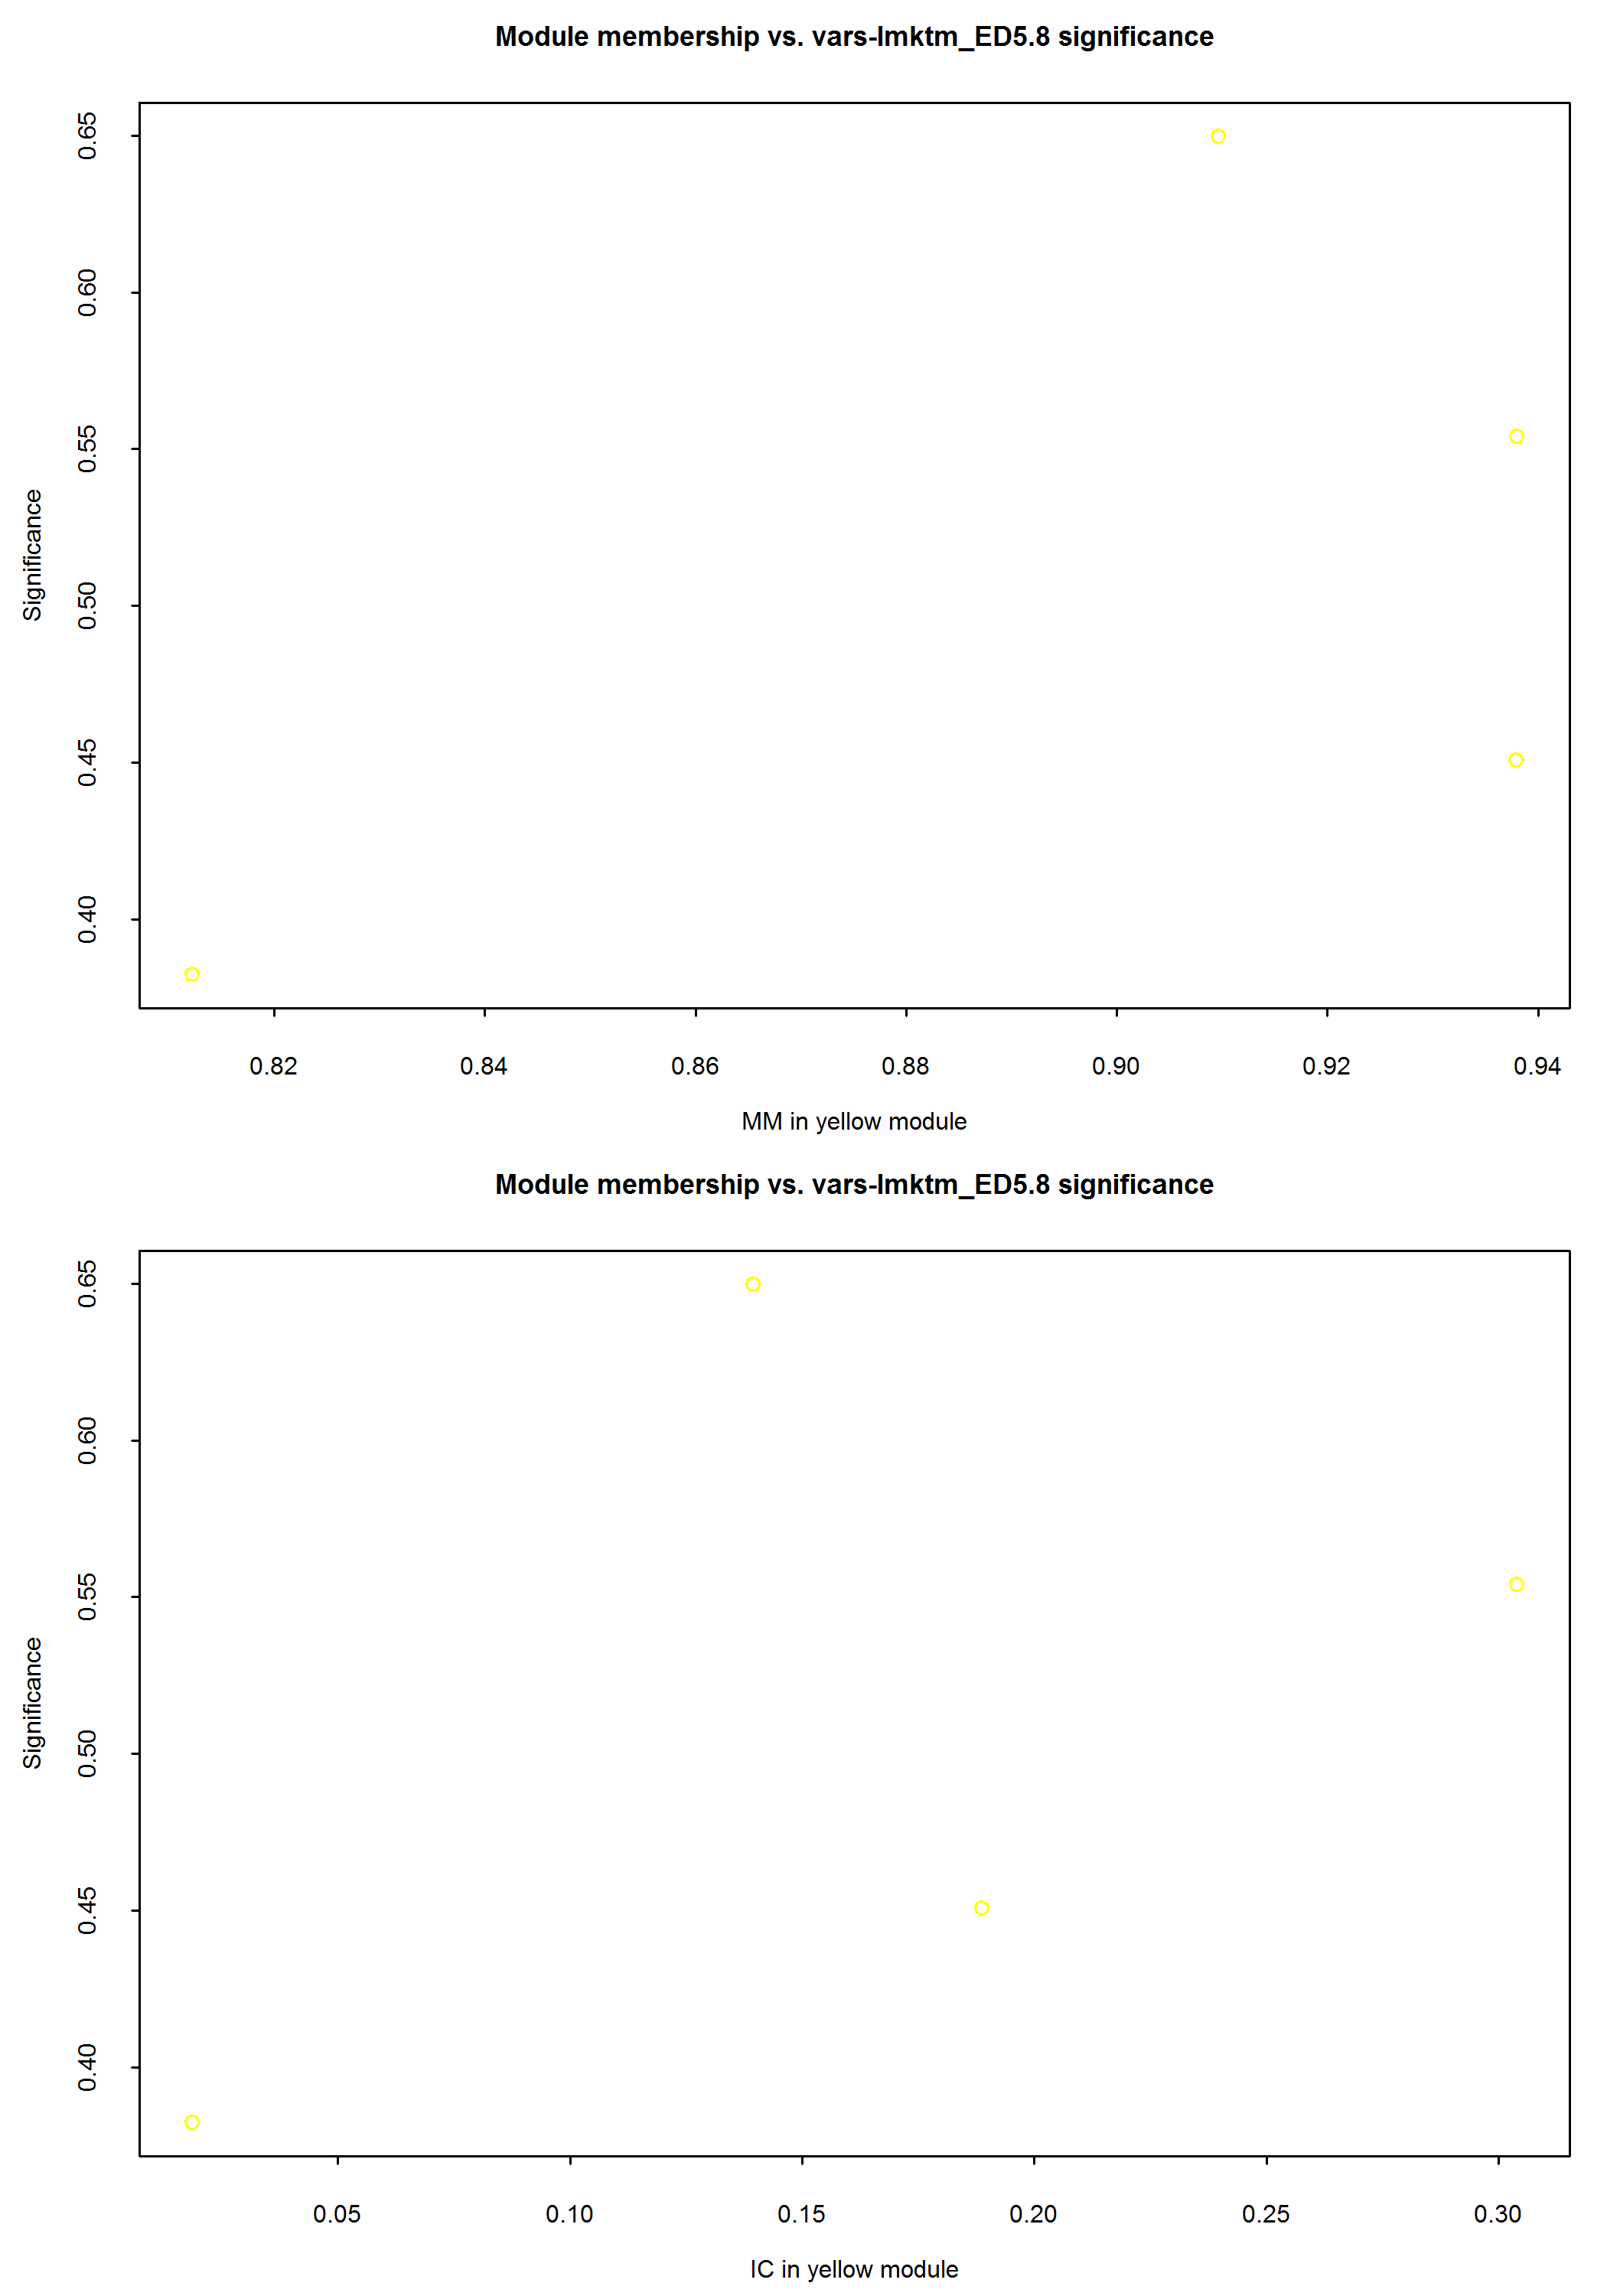 Module membership vs. vars-lmktm_ED5.8 significance
0.65
0.60
0.55
0.50
0.45
0.40
Significance
0.82 0.84 0.86 0.88 0.90 0.92 0.94
MM in yellow module
Module membership vs. vars-lmktm_ED5.8 significance
0.65
0.60
0.55
0.50
0.45
0.40
Significance
0.05 0.10 0.15 0.20 0.25 0.30
IC in yellow module